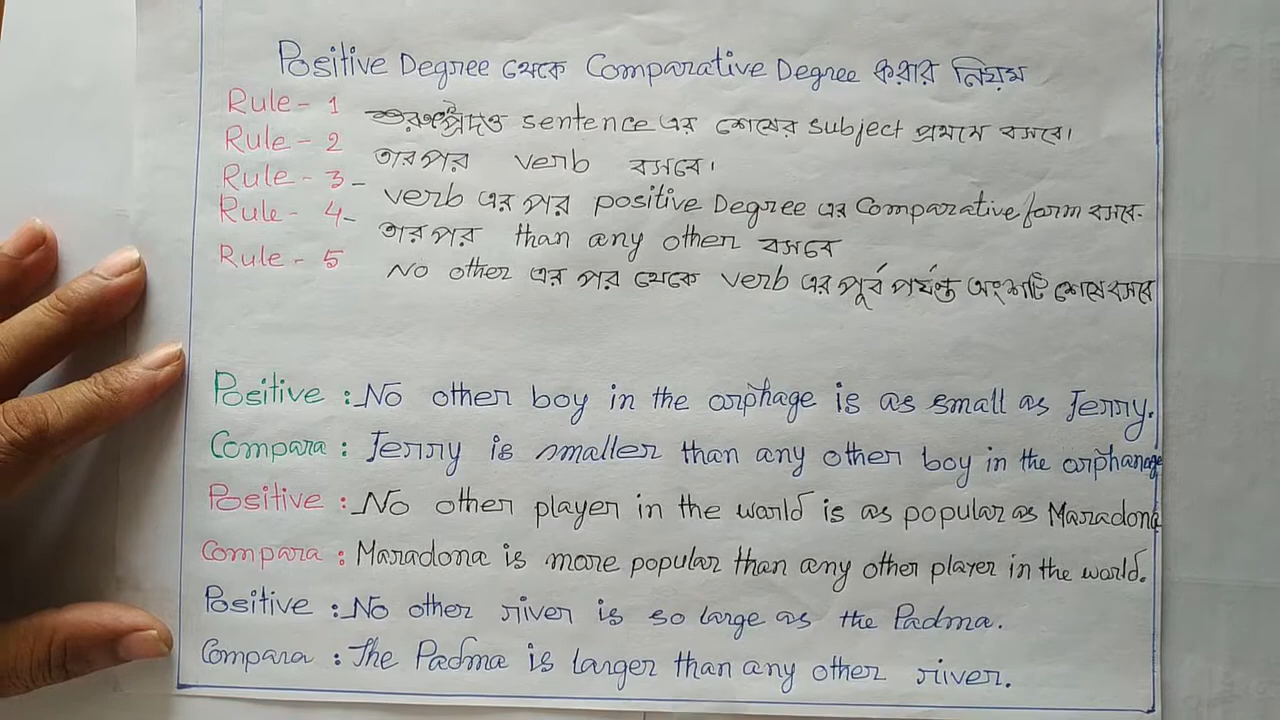 Positive Degree থেকে Comparative Degree করার নিয়ম
Rule - 1 প্রদত্ত sentence এর শেষের subject প্রথমে বসবে।
Rule - 2 তারপর verb বসবে।
Rule - 3 - verb এর পর positive Degree এর Comparative form বসবে.
Rule - 4 - তারপর than any other বসবে
Rule - 5 No other এর পর থেকে verb এর পূর্ব পর্যন্ত অংশটি শেষে বসবে
Positive : No other boy in the orphage is as small as Jerry.
Compara : Jerry is smaller than any other boy in the orphanage
Positive : No other player in the world is as popular as Maradona
Compara : Maradona is more popular than any other player in the world.
Positive : No other river is so large as the Padma.
Compara : The Padma is larger than any other river.